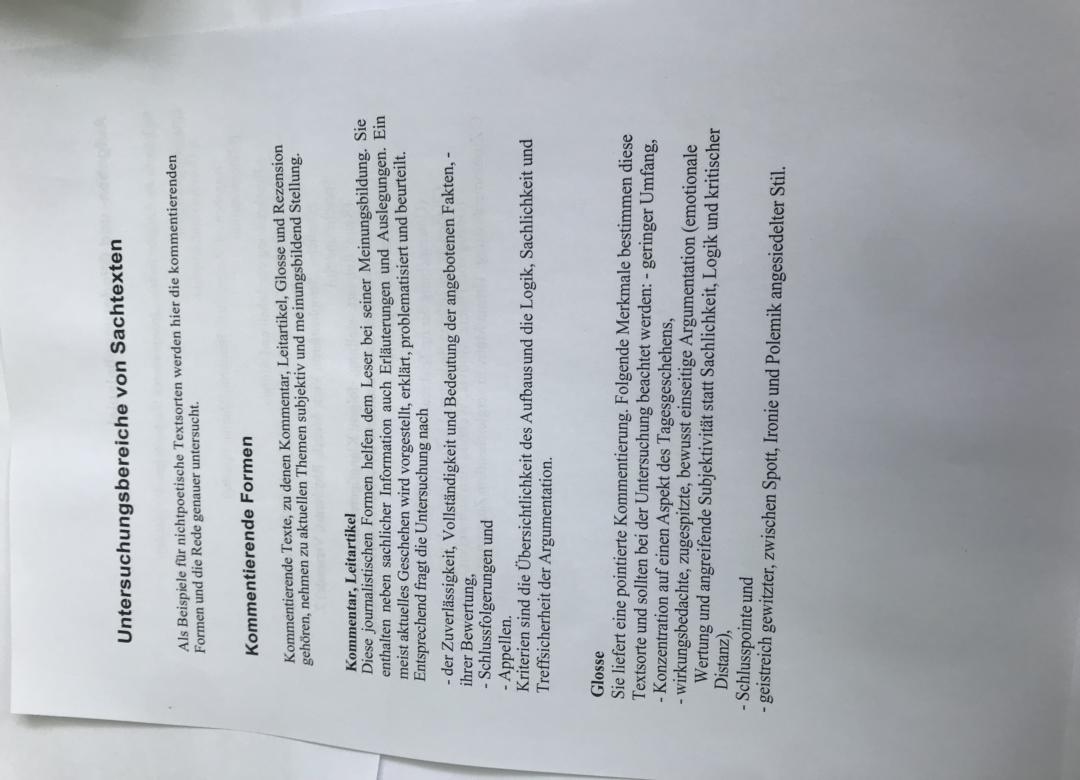 Untersuchungsbereiche von Sachtexten
Als Beispiele für nichtpoetische Textsorten werden hier die kommentierenden
Formen und die Rede genauer untersucht.
Kommentierende Formen
Kommentierende Texte, zu denen Kommentar, Leitartikel, Glosse und Rezension
gehören, nehmen zu aktuellen Themen subjektiv und meinungsbildend Stellung.
Kommentar, Leitartikel
Diese journalistischen Formen helfen dem Leser bei seiner Meinungsbildung. Sie
enthalten neben sachlicher Information auch Erläuterungen und Auslegungen. Ein
meist aktuelles Geschehen wird vorgestellt, erklärt, problematisiert und beurteilt.
Entsprechend fragt die Untersuchung nach
- der Zuverlässigkeit, Vollständigkeit und Bedeutung der angebotenen Fakten, -
ihrer Bewertung,
- Schlussfolgerungen und
- Appellen.
Kriterien sind die Übersichtlichkeit des Aufbaus und die Logik, Sachlichkeit und
Treffsicherheit der Argumentation.
Glosse
Sie liefert eine pointierte Kommentierung. Folgende Merkmale bestimmen diese
Textsorte und sollten bei der Untersuchung beachtet werden: - geringer Umfang,
- Konzentration auf einen Aspekt des Tagesgeschehens,
- wirkungsbedachte, zugespitzte, bewusst einseitige Argumentation (emotionale
Wertung und angreifende Subjektivität statt Sachlichkeit, Logik und kritischer
Distanz),
- Schlusspointe und
- geistreich gewitzter, zwischen Spott, Ironie und Polemik angesiedelter Stil.